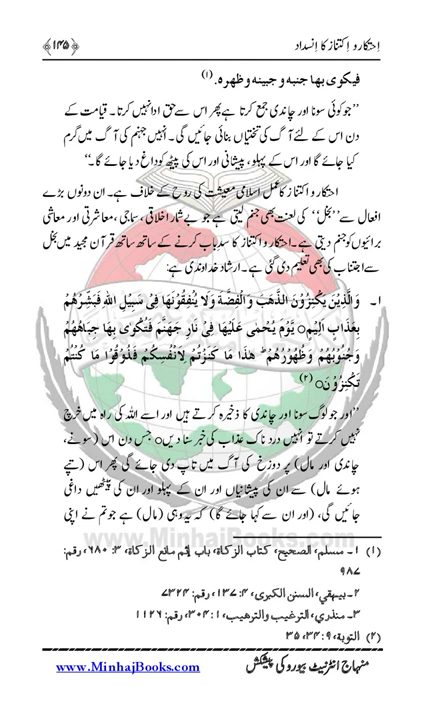 اِحتکار و اِکتناز کا اِنسداد ﴿۱۴۵﴾
فیکوی بها جنبه و جبینه و ظهره. (۱)
’’جو کوئی سونا اور چاندی جمع کرتا ہے پھر اس سے حق ادا نہیں کرتا۔ قیامت کے
دن اس کے لئے آگ کی تختیاں بنائی جائیں گی۔ انہیں جہنم کی آگ میں گرم
کیا جائے گا اور اس کے پہلو، پیشانی اور اس کی پیٹھ کو داغ دیا جائے گا۔‘‘
احتکار و اکتناز کا عمل اسلامی معیشت کی روح کے خلاف ہے۔ ان دونوں بڑے
افعال سے ’’بخل‘‘ کی لعنت بھی جنم لیتی ہے جو بے شمار اخلاقی، سماجی، معاشرتی اور معاشی
برائیوں کو جنم دیتی ہے۔ احتکار و اکتناز کا سد باب کرنے کے ساتھ ساتھ قرآن مجید میں بخل
سے اجتناب کی بھی تعلیم دی گئی ہے۔ ارشاد خداوندی ہے:
۱۔ وَالَّذِيْنَ يَكْنِزُوْنَ الذَّهَبَ وَالْفِضَّةَ وَلَا يُنْفِقُوْنَهَا فِيْ سَبِيْلِ اللهِ فَبَشِّرْهُمْ
بِعَذَابٍ اَلِيْمٍ○ يَّوْمَ يُحْمٰى عَلَيْهَا فِيْ نَارِ جَهَنَّمَ فَتُكْوٰى بِهَا جِبَاهُهُمْ
وَجُنُوْبُهُمْ وَظُهُوْرُهُمْ ط هٰذَا مَا كَنَزْتُمْ لِاَنْفُسِكُمْ فَذُوْقُوْا مَا كُنْتُمْ
تَكْنِزُوْنَ○ (۲)
’’اور جو لوگ سونا اور چاندی کا ذخیرہ کرتے ہیں اور اسے اللہ کی راہ میں خرچ
نہیں کرتے تو انہیں دردناک عذاب کی خبر سنا دیں○ جس دن اس (سونے،
چاندی اور مال) پر دوزخ کی آگ میں تاپ دی جائے گی پھر اس (تپے
ہوئے مال) سے ان کی پیشانیاں اور ان کے پہلو اور ان کی پیٹھیں داغی
جائیں گی، (اور ان سے کہا جائے گا) کہ یہ وہی (مال) ہے جو تم نے اپنی
www.MinhajBooks.com
(۱) ۱۔ مسلم، الصحیح، کتاب الزکاة، باب إثم مانع الزکاة، ۳: ۶۸۰، رقم:
۹۸۷
۲۔ بیهقی، السنن الکبری، ۴: ۱۳۷، رقم: ۷۳۲۴
۳۔ منذری، الترغیب والترهیب، ۱: ۳۰۴، رقم: ۱۱۲۶
(۲) التوبة، ۹: ۳۴، ۳۵
منہاج انٹرنیٹ بیورو کی پیشکش www.MinhajBooks.com